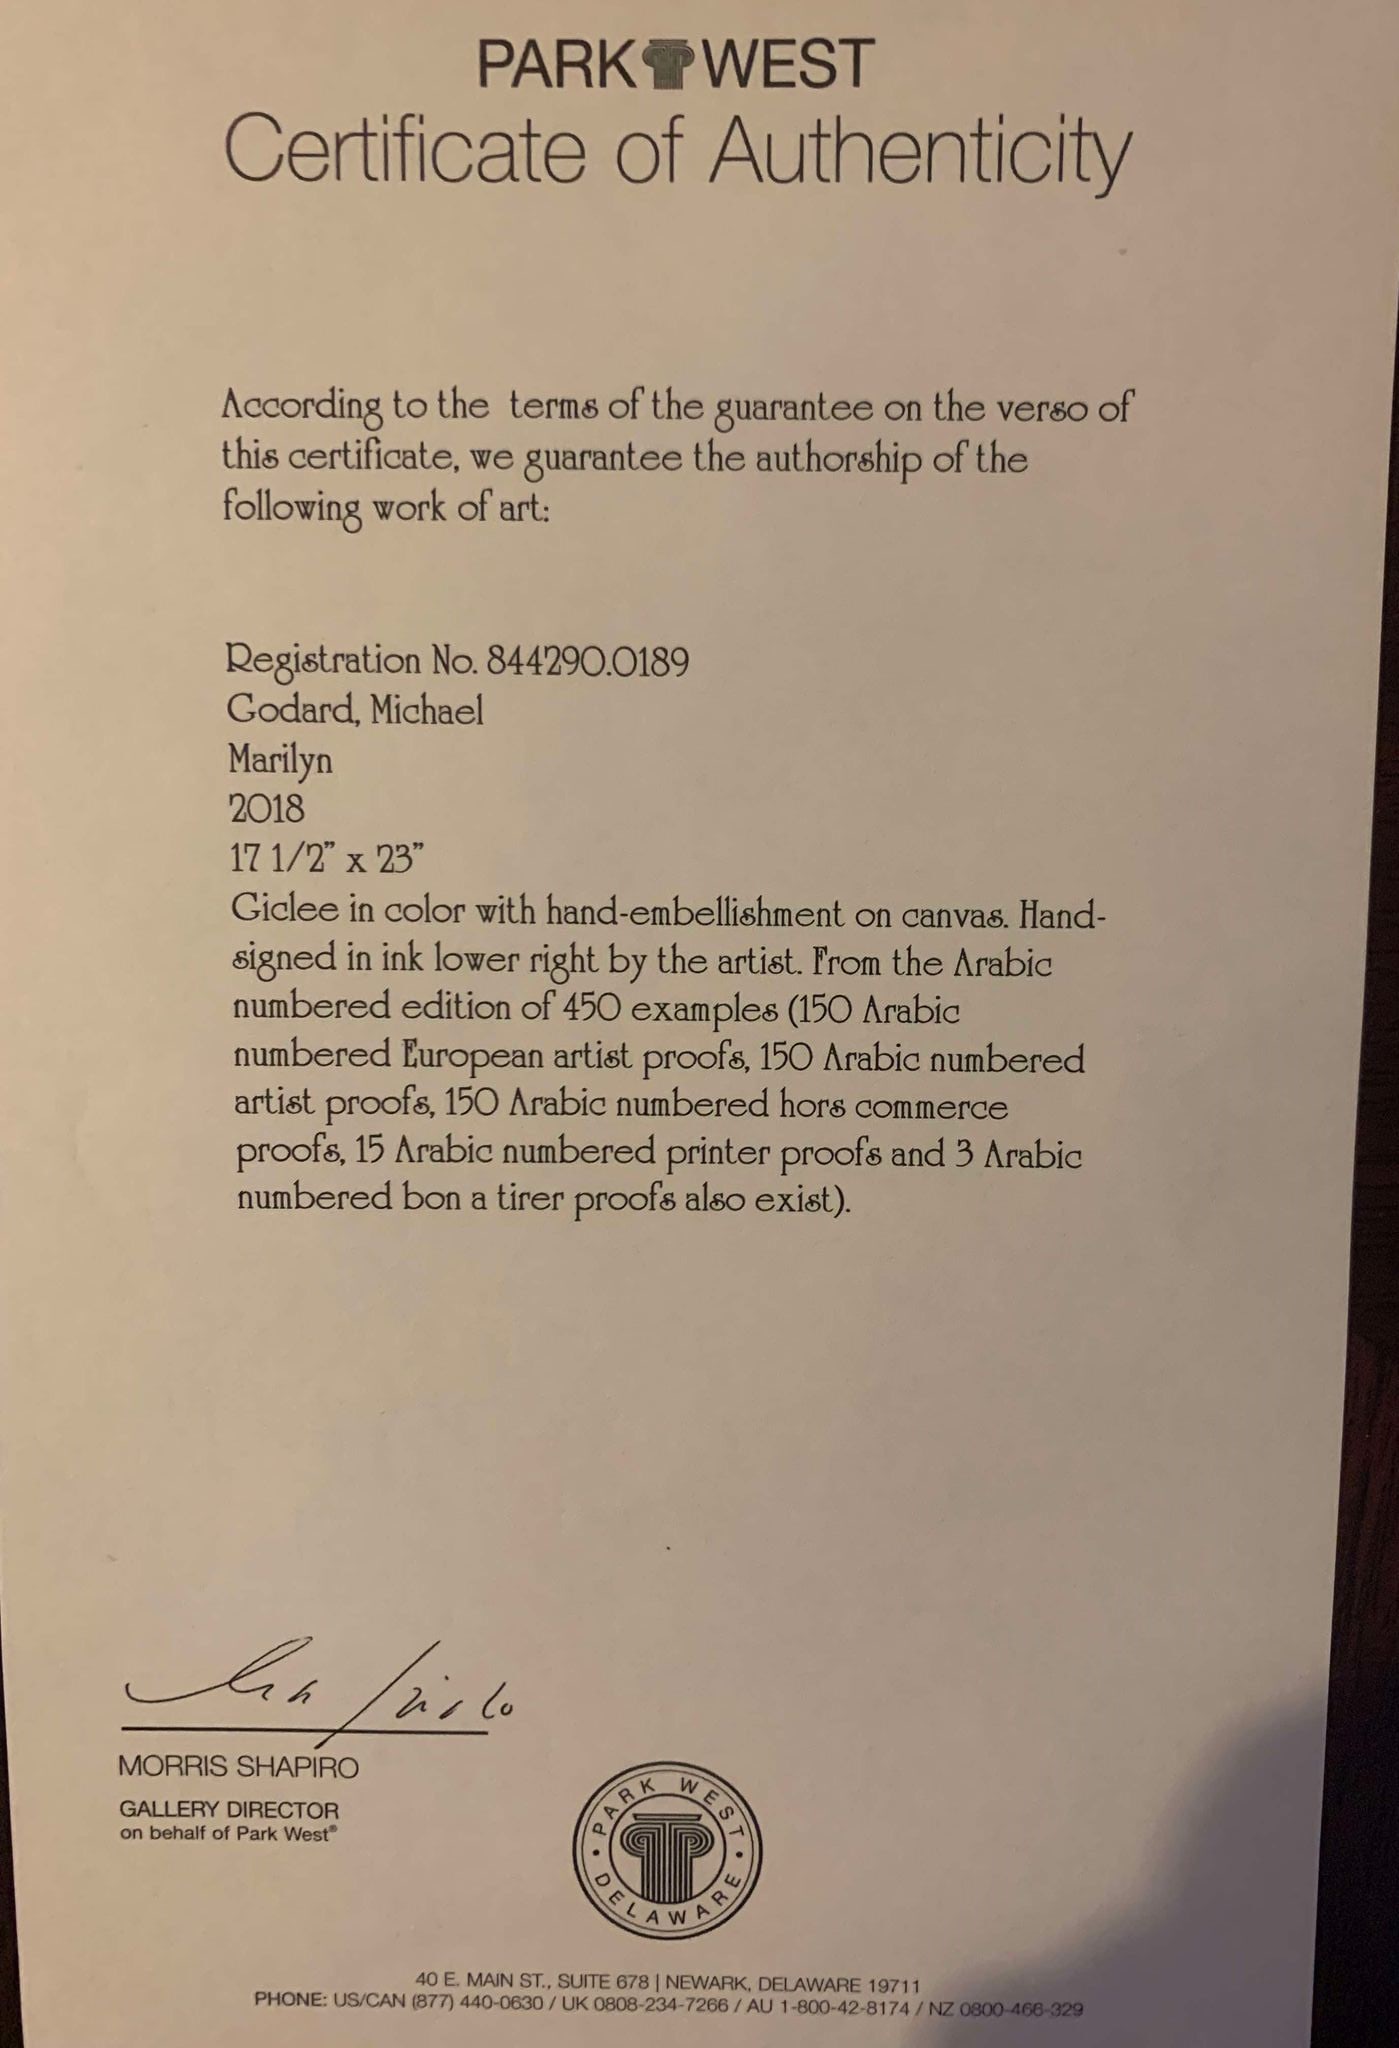 PARK WEST
Certificate of Authenticity
According to the terms of the guarantee on the verso of
this certificate, we guarantee the authorship of the
following work of art:
Registration No. 844290.0189
Godard, Michael
Marilyn
2018
17 1/2” x 23”
Giclee in color with hand-embellishment on canvas. Hand-
signed in ink lower right by the artist. From the Arabic
numbered edition of 450 examples (150 Arabic
numbered European artist proofs, 150 Arabic numbered
artist proofs, 150 Arabic numbered hors commerce
proofs, 15 Arabic numbered printer proofs and 3 Arabic
numbered bon a tirer proofs also exist).
MORRIS SHAPIRO
GALLERY DIRECTOR
on behalf of Park West®
PARK WEST
• DELAWARE •
40 E. MAIN ST., SUITE 678 | NEWARK, DELAWARE 19711
PHONE: US/CAN (877) 440-0630 / UK 0808-234-7266 / AU 1-800-42-8174 / NZ 0800-466-329